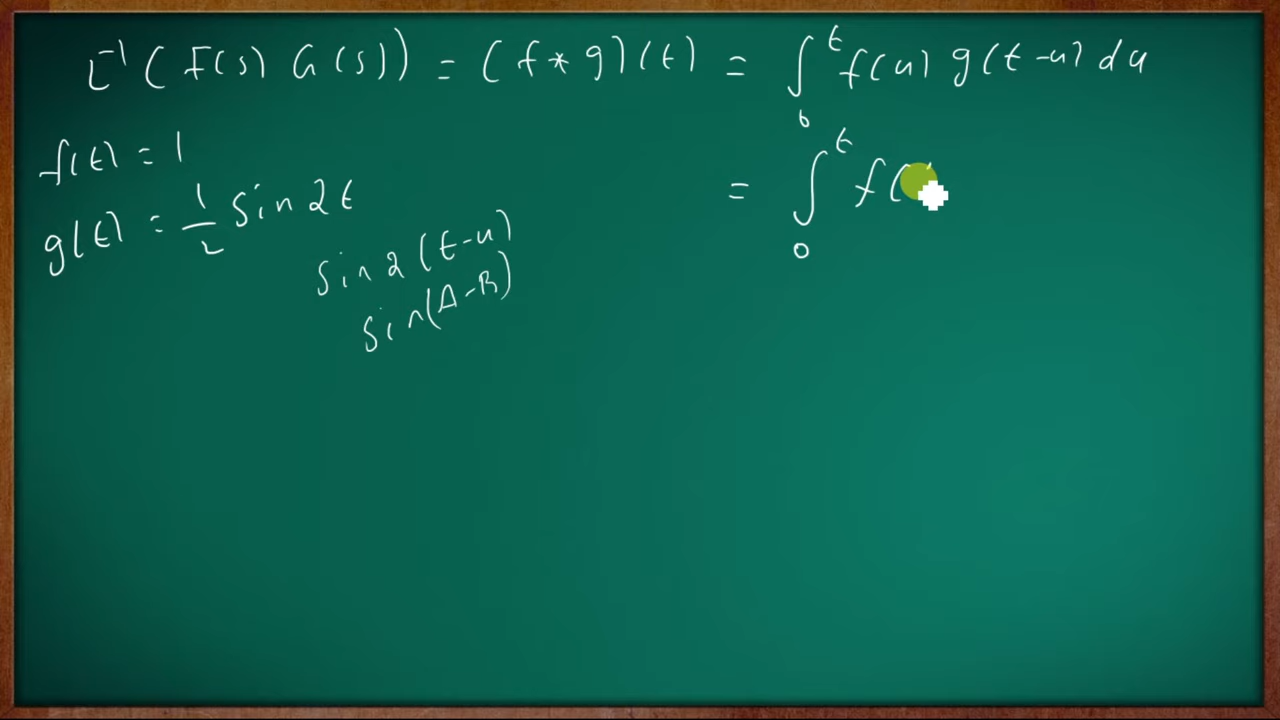 L⁻¹(F(s) G(s)) = (f * g)(t) = ∫₀ᵗ f(u) g(t-u) du
f(t) = 1
= ∫₀ᵗ f(
g(t) = 1/2 sin 2t
sin 2(t-u)
sin(A-B)